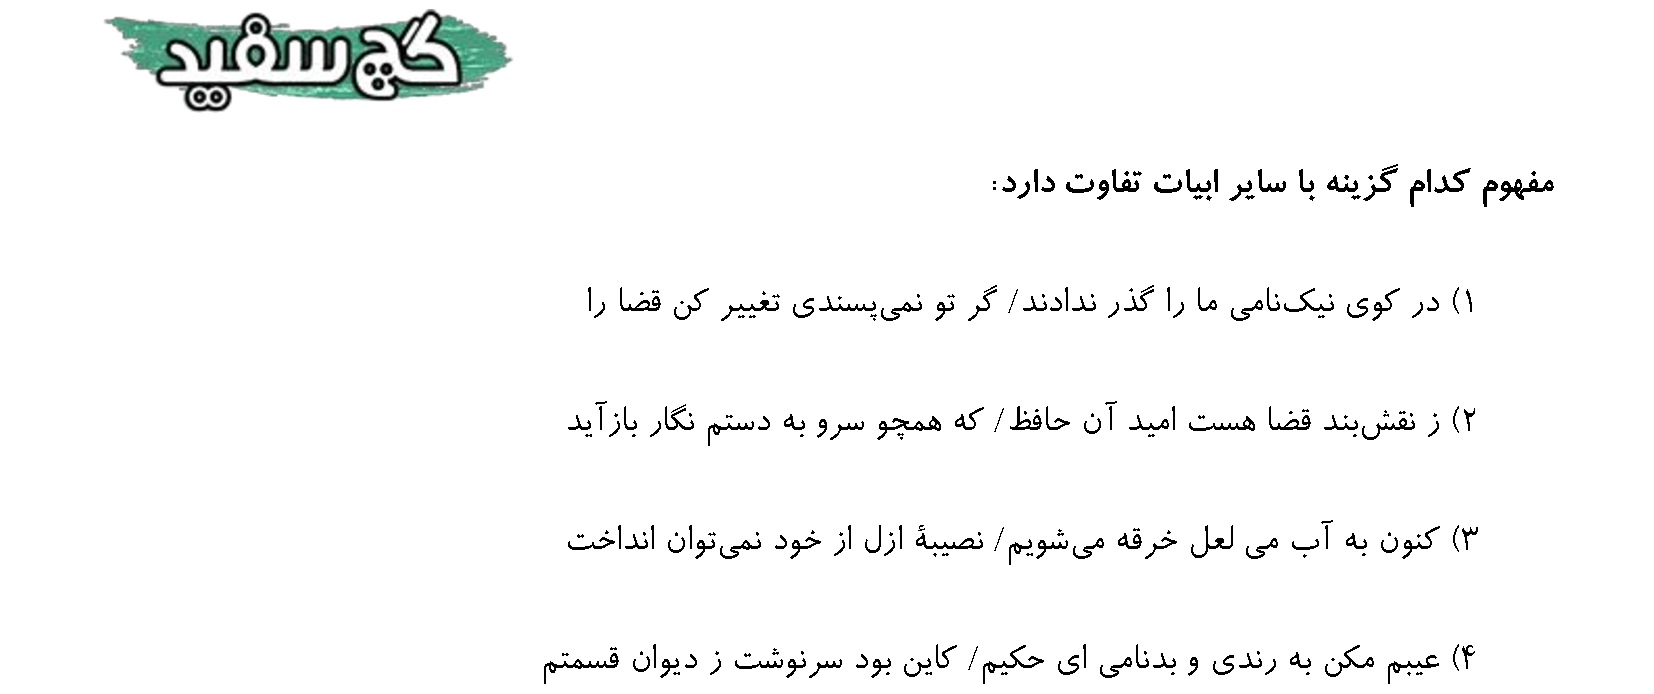 گچ سفید
مفهوم کدام گزینه با سایر ابیات تفاوت دارد:
۱) در کوی نیک‌نامی ما را گذر ندادند/ گر تو نمی‌پسندی تغییر کن قضا را
۲) ز نقش‌بند قضا هست امید آن حافظ/ که همچو سرو به دستم نگار بازآید
۳) کنون به آب می لعل خرقه می‌شویم/ نصیبهٔ ازل از خود نمی‌توان انداخت
۴) عیبم مکن به رندی و بدنامی ای حکیم/ کاین بود سرنوشت ز دیوان قسمتم